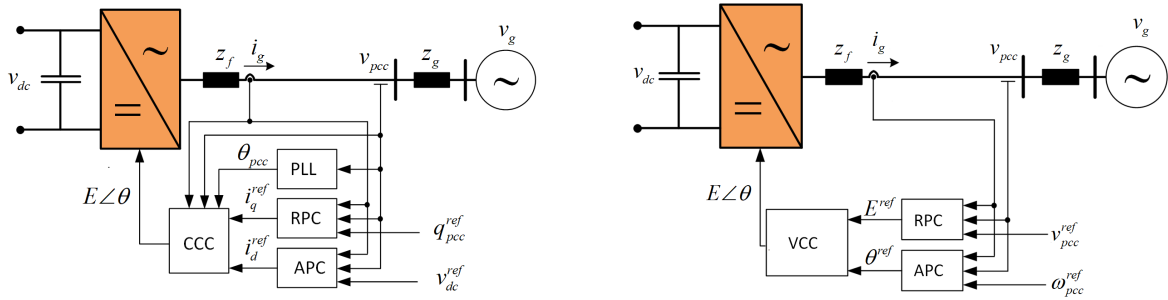 v_dc
~
=
z_f
i_g
v_pcc
z_g
v_g
~
θ_pcc
PLL
E∠θ
i_q^ref
RPC
q_pcc^ref
CCC
i_d^ref
APC
v_dc^ref
v_dc
~
=
z_f
i_g
v_pcc
z_g
v_g
~
E∠θ
VCC
E^ref
RPC
v_pcc^ref
θ^ref
APC
ω_pcc^ref